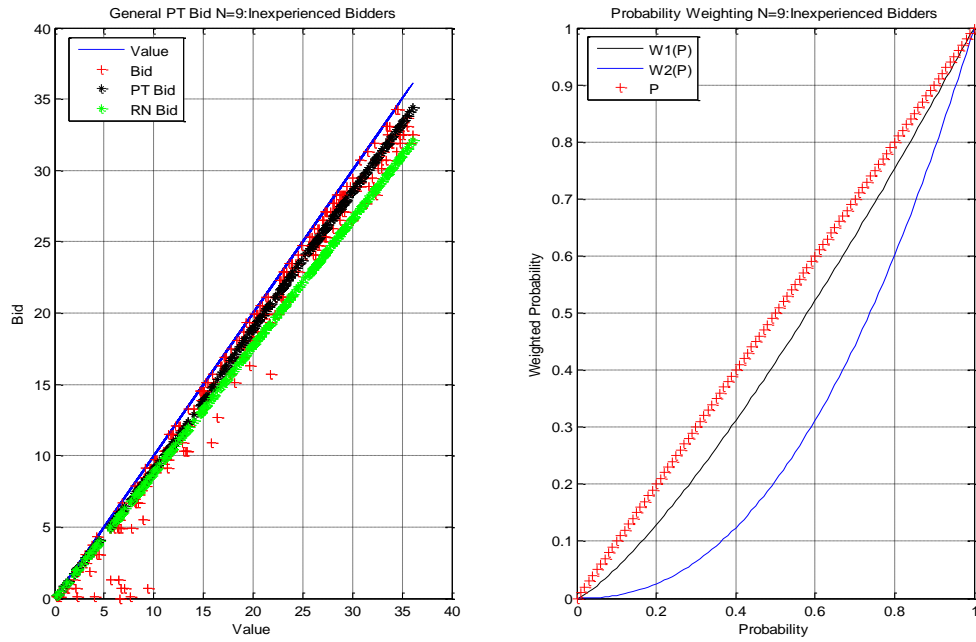 General PT Bid N=9:Inexperienced Bidders
40
35
30
25
20
15
10
5
0
Bid
Value
Bid
PT Bid
RN Bid
0 5 10 15 20 25 30 35 40
Value
Probability Weighting N=9:Inexperienced Bidders
1
0.9
0.8
0.7
0.6
0.5
0.4
0.3
0.2
0.1
0
Weighted Probability
W1(P)
W2(P)
P
0 0.2 0.4 0.6 0.8 1
Probability